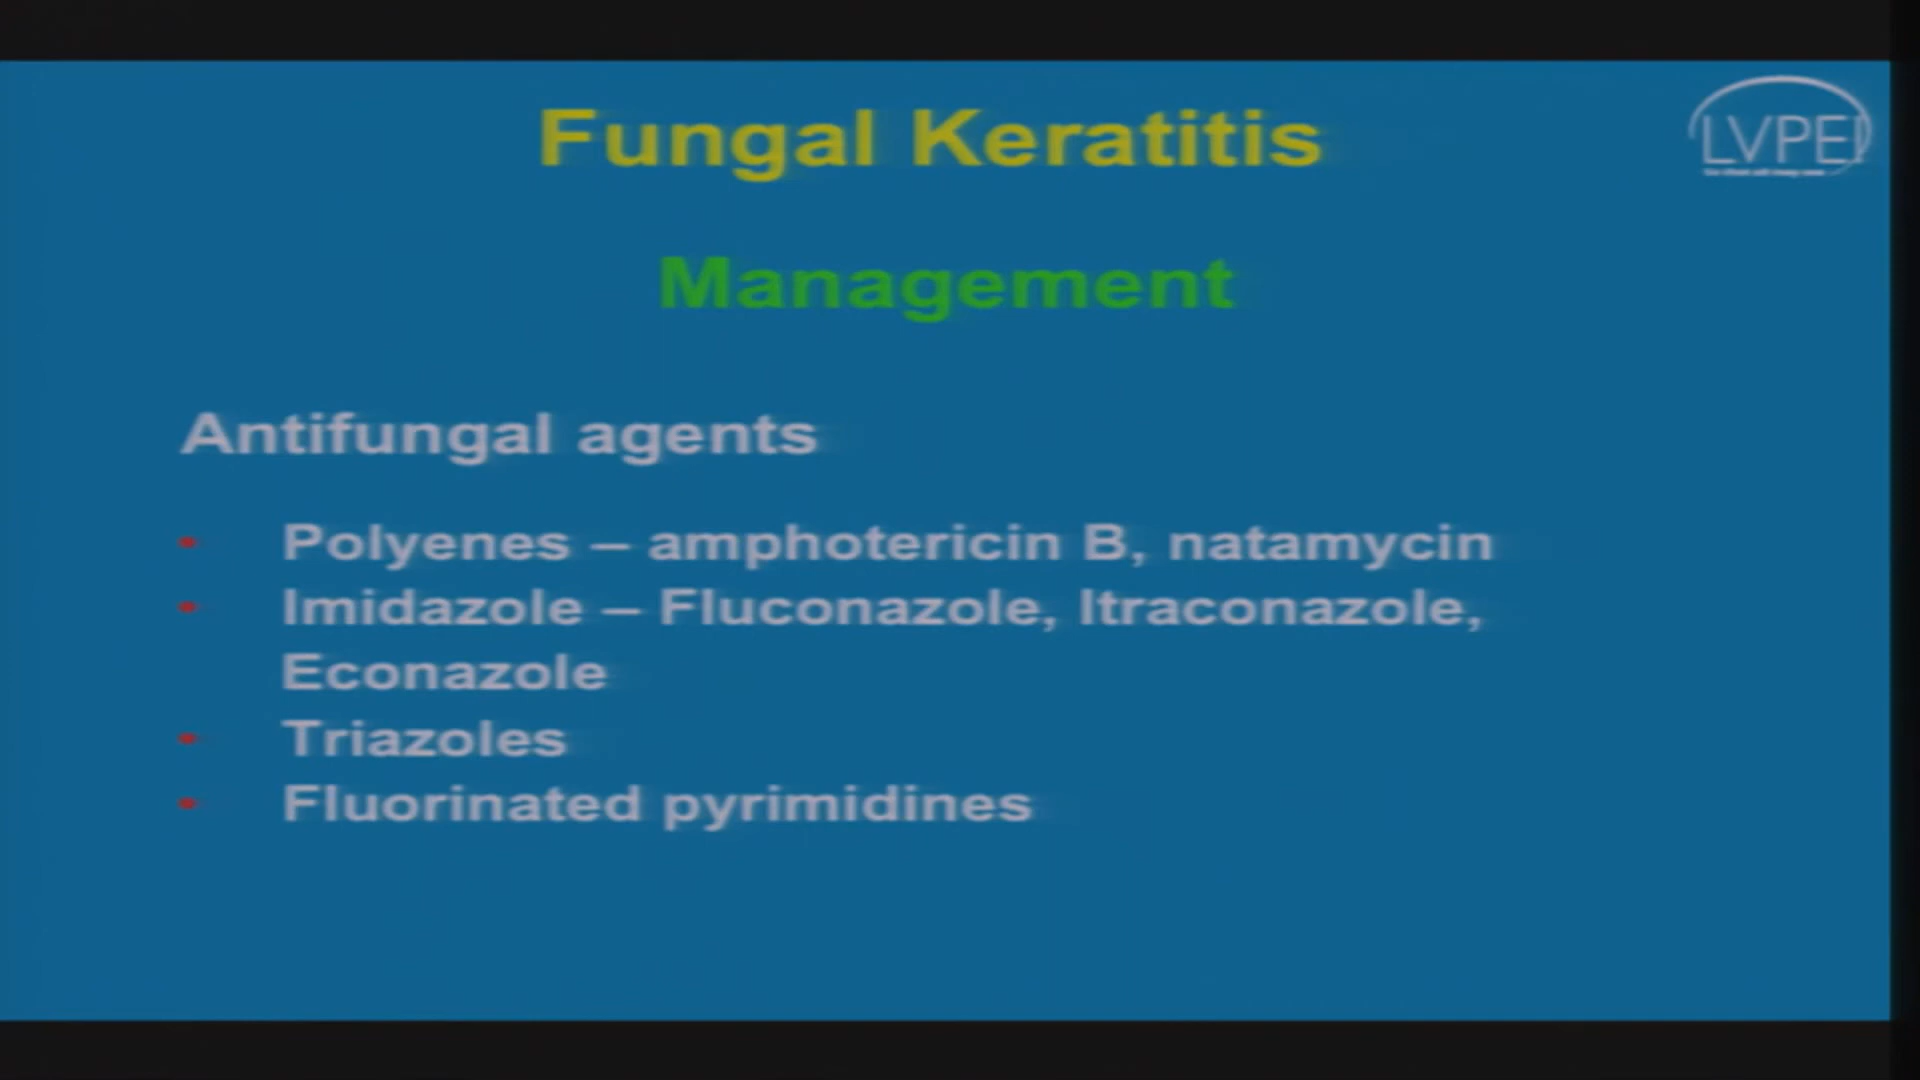 Fungal Keratitis
LVPEI
Management
Antifungal agents
• Polyenes – amphotericin B, natamycin
• Imidazole – Fluconazole, Itraconazole,
Econazole
• Triazoles
• Fluorinated pyrimidines